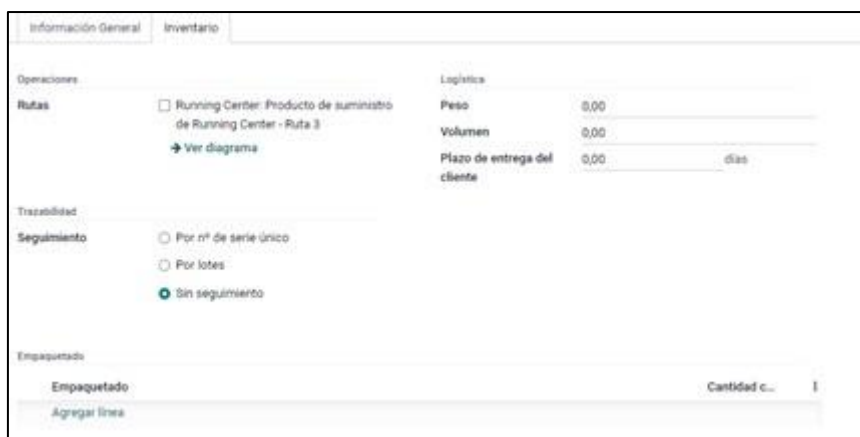 Información General
Inventario
Operaciones
Rutas
Running Center: Producto de suministro
de Running Center - Ruta 3
→ Ver diagrama
Logística
Peso
0,00
Volumen
0,00
Plazo de entrega del
cliente
0,00
días
Trazabilidad
Seguimiento
Por nº de serie único
Por lotes
Sin seguimiento
Empaquetado
Empaquetado
Cantidad c...
Agregar línea